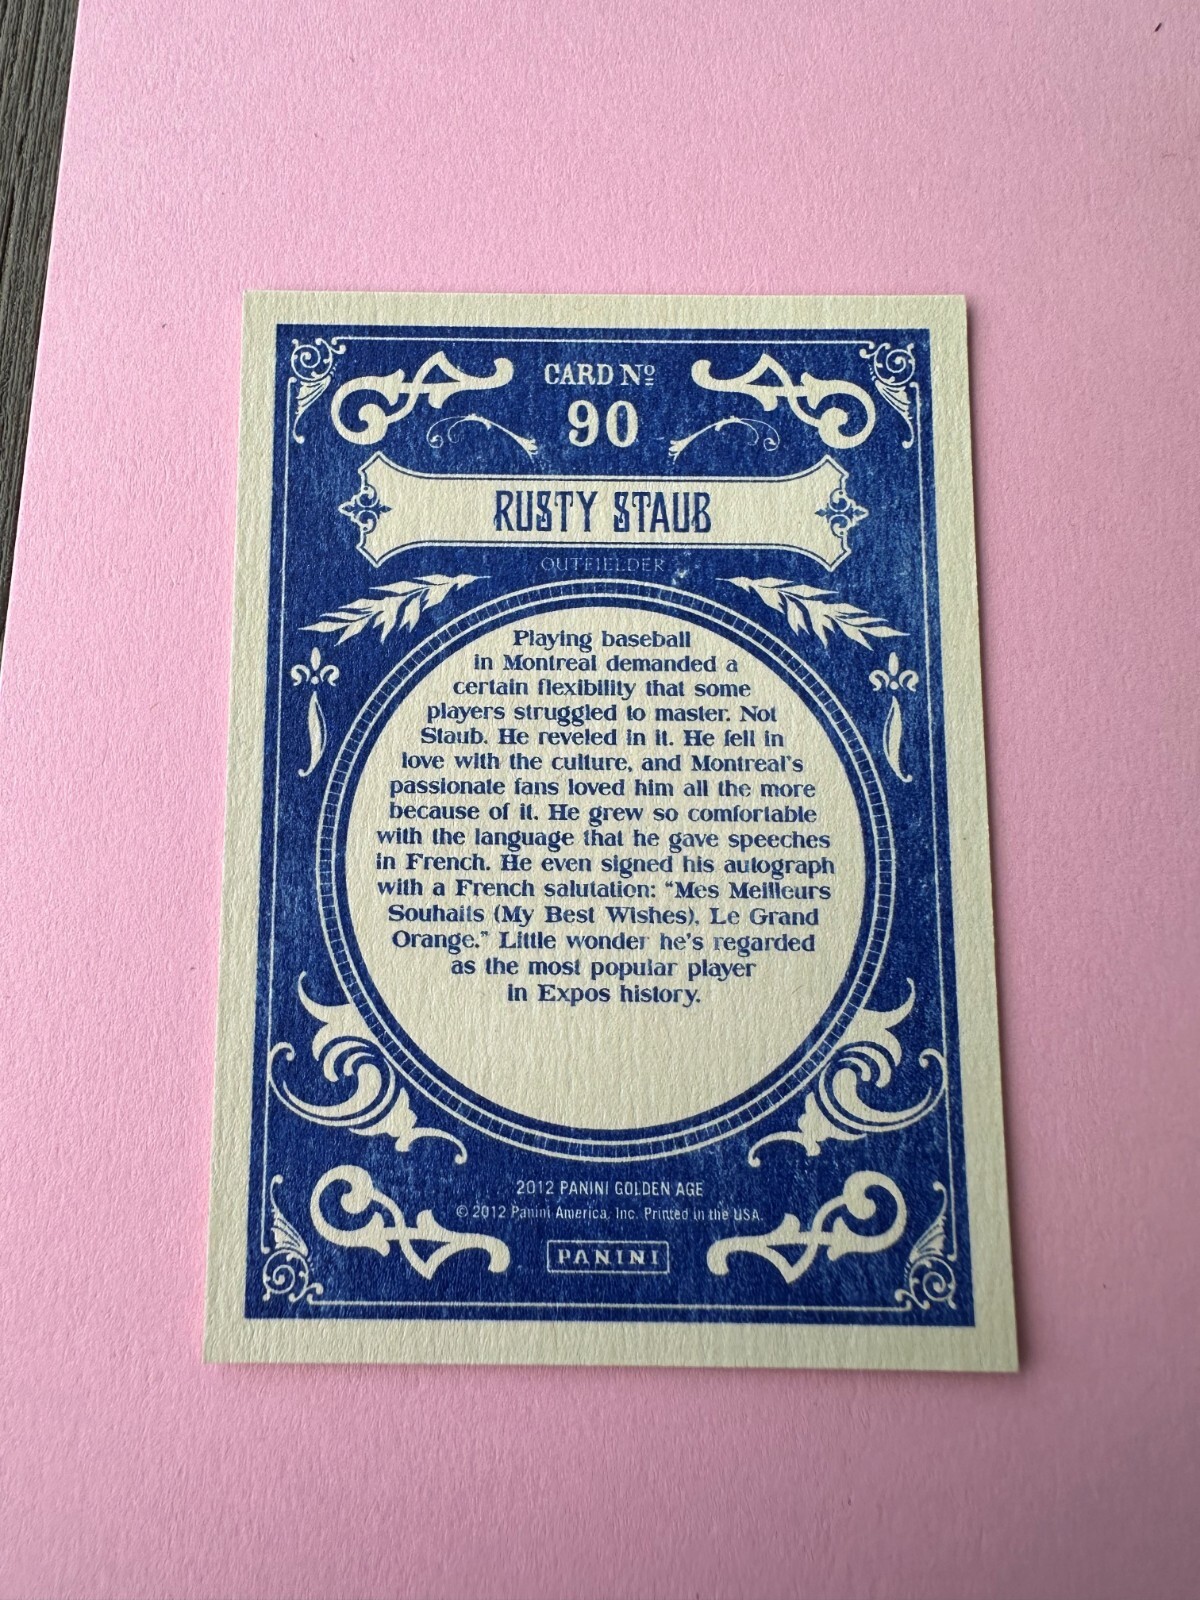 CARD Nº
90
RUSTY STAUB
OUTFIELDER
Playing baseball
in Montreal demanded a
certain flexibility that some
players struggled to master. Not
Staub. He reveled in it. He fell in
love with the culture, and Montreal's
passionate fans loved him all the more
because of it. He grew so comfortable
with the language that he gave speeches
in French. He even signed his autograph
with a French salutation: "Mes Meilleurs
Souhaits (My Best Wishes), Le Grand
Orange." Little wonder he's regarded
as the most popular player
in Expos history.
2012 PANINI GOLDEN AGE
© 2012 Panini America, Inc. Printed in the USA.
PANINI